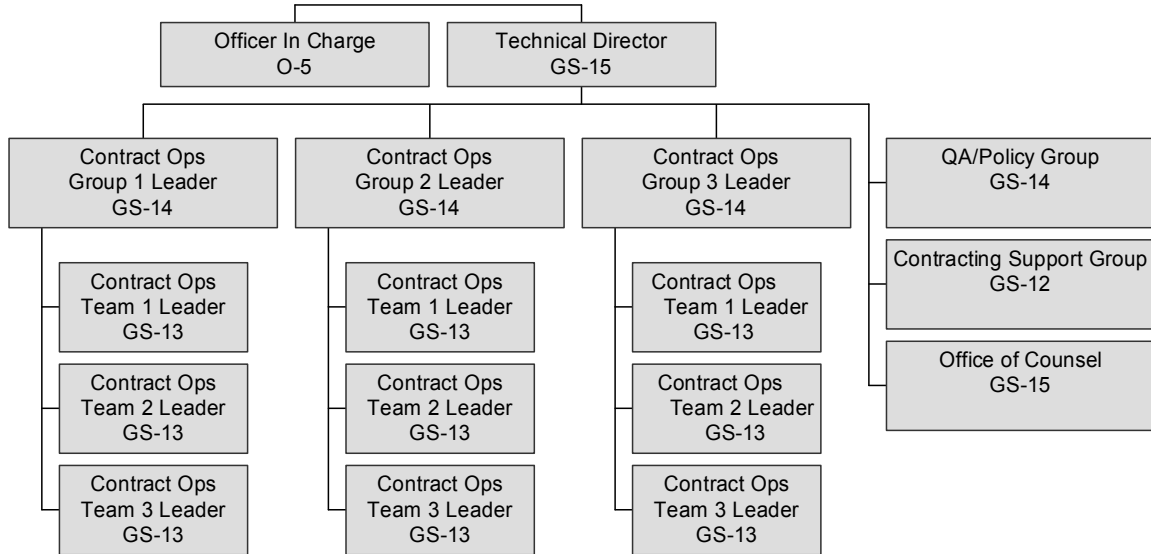 Officer In Charge
O-5
Technical Director
GS-15
Contract Ops
Group 1 Leader
GS-14
Contract Ops
Group 2 Leader
GS-14
Contract Ops
Group 3 Leader
GS-14
QA/Policy Group
GS-14
Contracting Support Group
GS-12
Office of Counsel
GS-15
Contract Ops
Team 1 Leader
GS-13
Contract Ops
Team 2 Leader
GS-13
Contract Ops
Team 3 Leader
GS-13
Contract Ops
Team 1 Leader
GS-13
Contract Ops
Team 2 Leader
GS-13
Contract Ops
Team 3 Leader
GS-13
Contract Ops
Team 1 Leader
GS-13
Contract Ops
Team 2 Leader
GS-13
Contract Ops
Team 3 Leader
GS-13